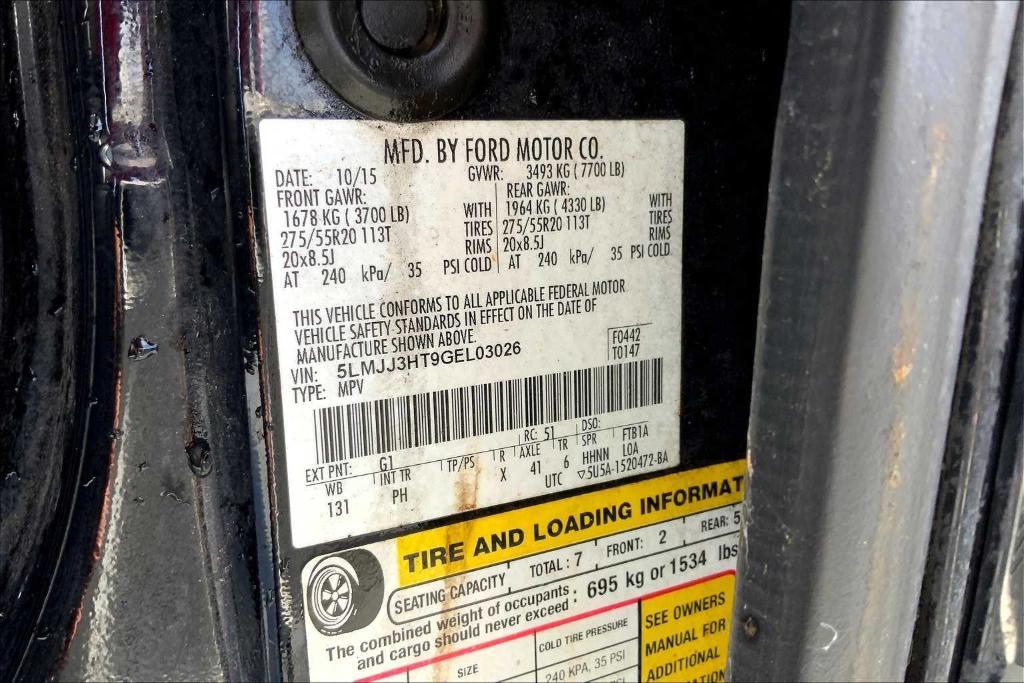 MFD. BY FORD MOTOR CO.
DATE: 10/15 GVWR: 3493 KG ( 7700 LB)
FRONT GAWR: REAR GAWR:
1678 KG ( 3700 LB) WITH 1964 KG ( 4330 LB) WITH
275/55R20 113T TIRES 275/55R20 113T TIRES
20x8.5J RIMS 20x8.5J RIMS
AT 240 kPa/ 35 PSI COLD AT 240 kPa/ 35 PSI COLD
THIS VEHICLE CONFORMS TO ALL APPLICABLE FEDERAL MOTOR
VEHICLE SAFETY STANDARDS IN EFFECT ON THE DATE OF
MANUFACTURE SHOWN ABOVE.
F0442
VIN: 5LMJJ3HT9GEL03026
T0147
TYPE: MPV
EXT PNT: G1 RC: 51 DSO:
WB INT TR TP/PS R AXLE TR SPR FTB1A
131 PH X 41 6 HHNN LOA
UTC ▽5U5A-1520472-BA
TIRE AND LOADING INFORMAT
SEATING CAPACITY TOTAL: 7 FRONT: 2 REAR: 5
The combined weight of occupants
and cargo should never exceed : 695 kg or 1534 lbs
SIZE COLD TIRE PRESSURE
240 KPA, 35 PSI
SEE OWNERS
MANUAL FOR
ADDITIONAL